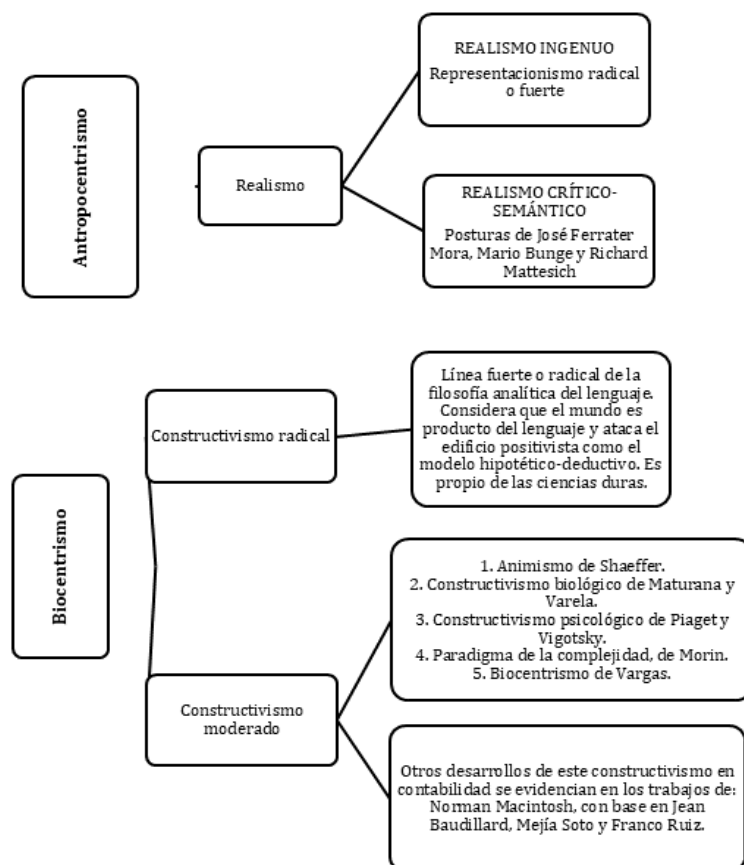 Antropocentrismo
Realismo
REALISMO INGENUO
Representacionismo radical
o fuerte
REALISMO CRÍTICO-
SEMÁNTICO
Posturas de José Ferrater
Mora, Mario Bunge y Richard
Mattesich
Biocentrismo
Constructivismo radical
Línea fuerte o radical de la
filosofía analítica del lenguaje.
Considera que el mundo es
producto del lenguaje y ataca el
edificio positivista como el
modelo hipotético-deductivo. Es
propio de las ciencias duras.
Constructivismo
moderado
1. Animismo de Shaeffer.
2. Constructivismo biológico de Maturana y
Varela.
3. Constructivismo psicológico de Piaget y
Vigotsky.
4. Paradigma de la complejidad, de Morin.
5. Biocentrismo de Vargas.
Otros desarrollos de este constructivismo en
contabilidad se evidencian en los trabajos de:
Norman Macintosh, con base en Jean
Baudillard, Mejía Soto y Franco Ruiz.